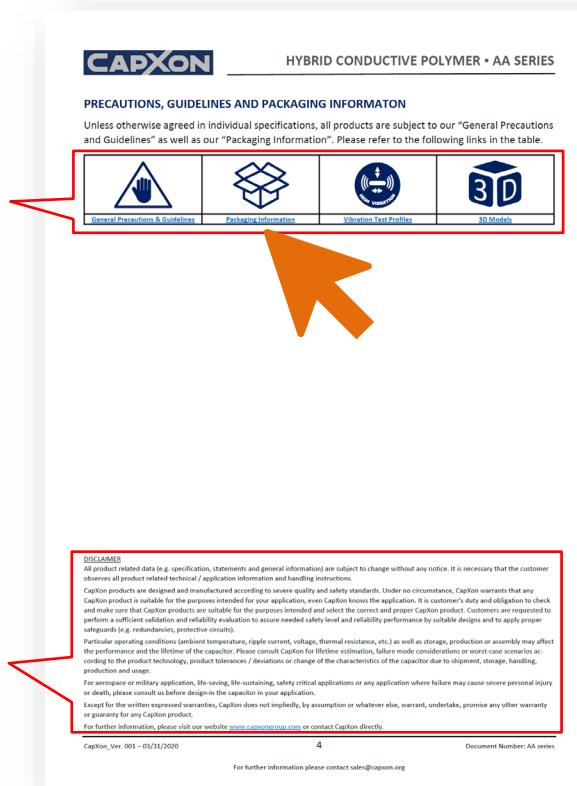 CAPXON
HYBRID CONDUCTIVE POLYMER ▪ AA SERIES
PRECAUTIONS, GUIDELINES AND PACKAGING INFORMATON
Unless otherwise agreed in individual specifications, all products are subject to our “General Precautions
and Guidelines” as well as our “Packaging Information”. Please refer to the following links in the table.
HIGH VIBRATION
3D
General Precautions & Guidelines
Packaging Information
Vibration Test Profiles
3D Models
DISCLAIMER
All product related data (e.g. specification, statements and general information) are subject to change without any notice. It is necessary that the customer
observes all product related technical / application information and handling instructions.
CapXon products are designed and manufactured according to severe quality and safety standards. Under no circumstance, CapXon warrants that any
CapXon product is suitable for the purposes intended for your application, even CapXon knows the application. It is customer's duty and obligation to check
and make sure that CapXon products are suitable for the purposes intended and select the correct and proper CapXon product. Customers are requested to
perform a sufficient validation and reliability evaluation to assure needed safety level and reliability performance by suitable designs and to apply proper
safeguards (e.g. redundancies, protective circuits).
Particular operating conditions (ambient temperature, ripple current, voltage, thermal resistance, etc.) as well as storage, production or assembly may affect
the performance and the lifetime of the capacitor. Please consult CapXon for lifetime estimation, failure mode considerations or worst-case scenarios ac-
cording to the product technology, product tolerances / deviations or change of the characteristics of the capacitor due to shipment, storage, handling,
production and usage.
For aerospace or military application, life-saving, life-sustaining, safety critical applications or any application where failure may cause severe personal injury
or death, please consult us before design-in the capacitor in your application.
Except for the written expressed warranties, CapXon does not impliedly, by assumption or whatever else, warrant, undertake, promise any other warranty
or guaranty for any CapXon product.
For further information, please visit our website www.capxongroup.com or contact CapXon directly.
CapXon_Ver. 001 – 03/31/2020
4
Document Number: AA series
For further information please contact sales@capxon.org